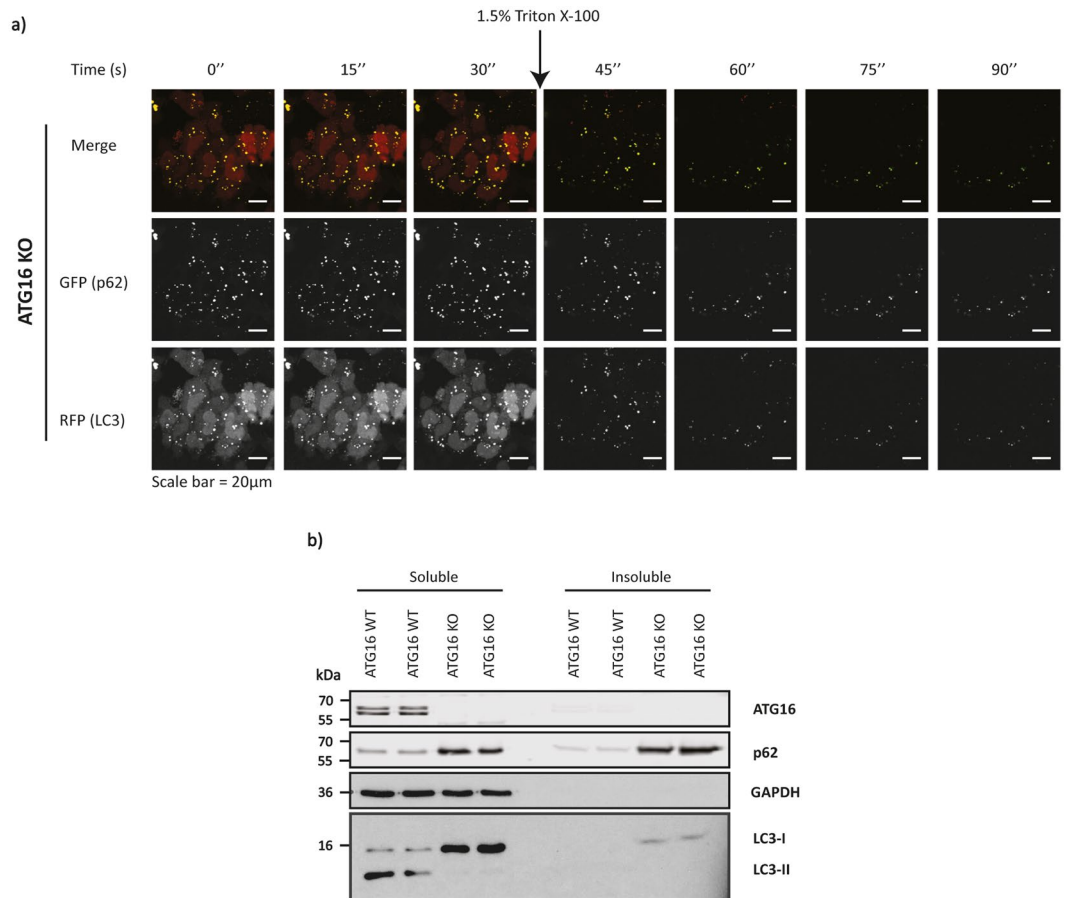 1.5% Triton X-100
a)
Time (s) 0’’ 15’’ 30’’ 45’’ 60’’ 75’’ 90’’
ATG16 KO
Merge
GFP (p62)
RFP (LC3)
Scale bar = 20µm
b)
Soluble Insoluble
ATG16 WT ATG16 WT ATG16 KO ATG16 KO ATG16 WT ATG16 WT ATG16 KO ATG16 KO
kDa
70
55
ATG16
70
55
p62
36
GAPDH
16
LC3-I
LC3-II